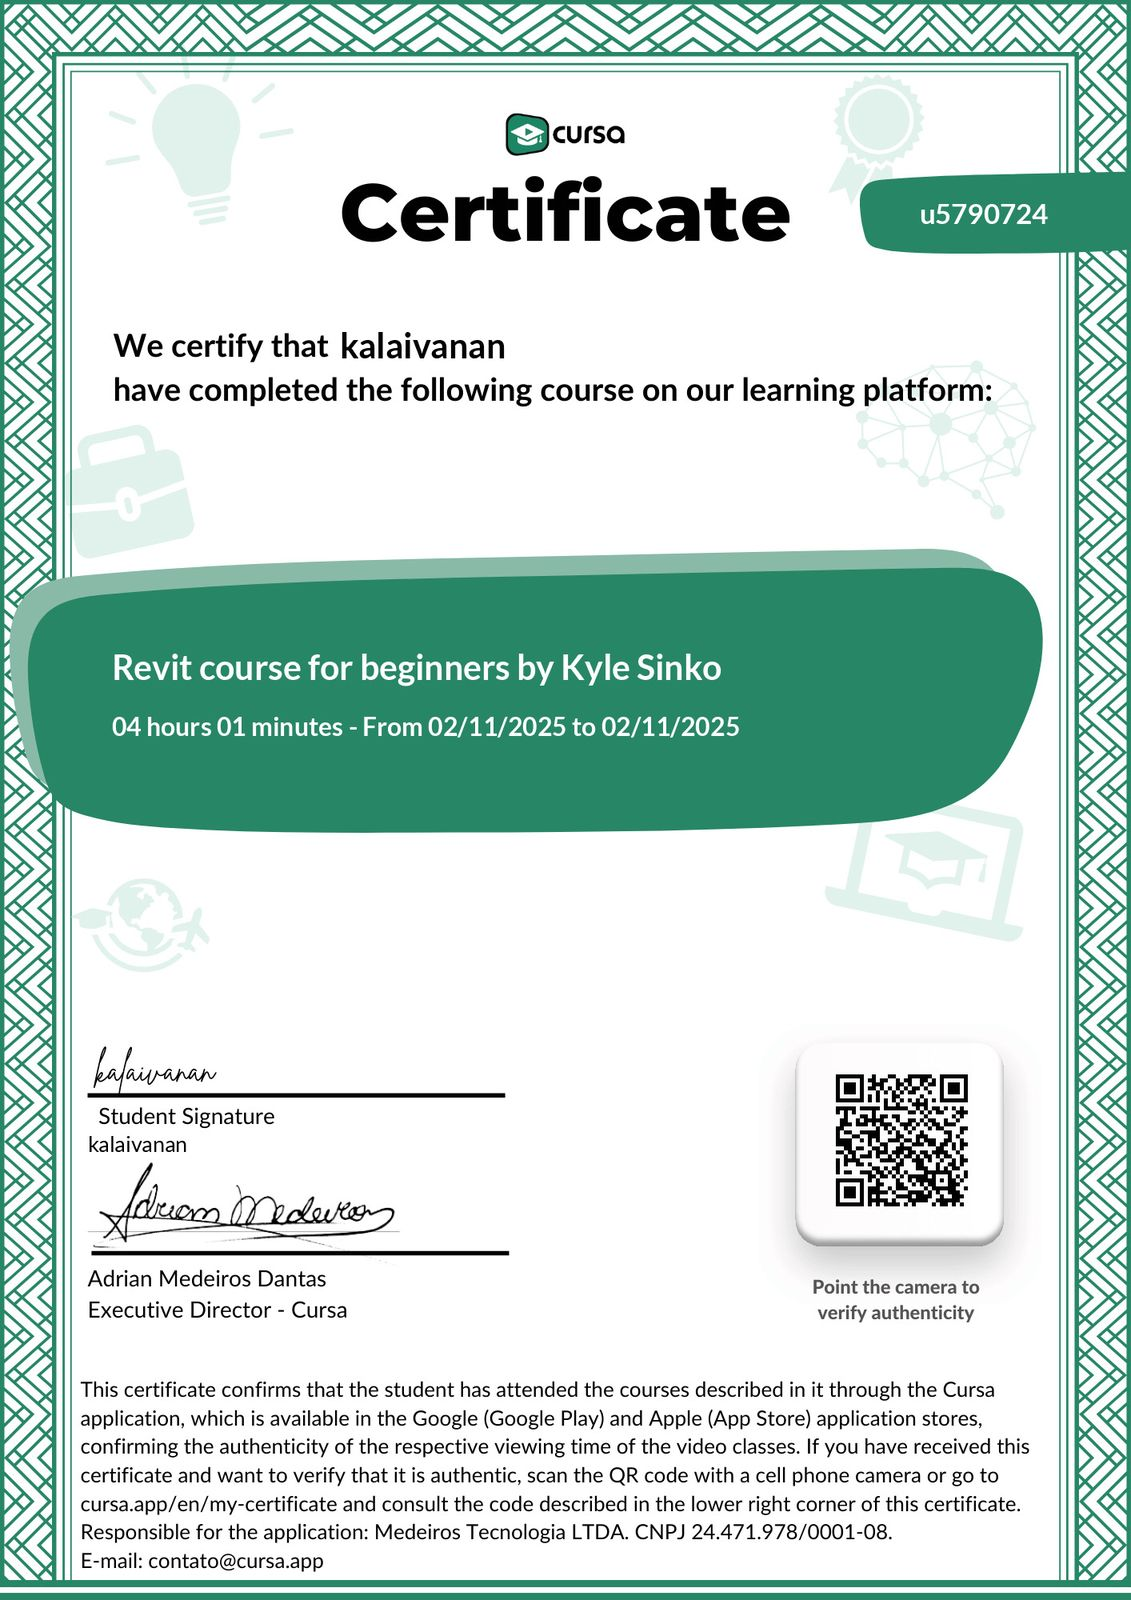 cursa
Certificate
u5790724
We certify that kalaivanan
have completed the following course on our learning platform:
Revit course for beginners by Kyle Sinko
04 hours 01 minutes - From 02/11/2025 to 02/11/2025
kalaivanan
Student Signature
kalaivanan
Adrian Medeiros
Adrian Medeiros Dantas
Executive Director - Cursa
Point the camera to
verify authenticity
This certificate confirms that the student has attended the courses described in it through the Cursa
application, which is available in the Google (Google Play) and Apple (App Store) application stores,
confirming the authenticity of the respective viewing time of the video classes. If you have received this
certificate and want to verify that it is authentic, scan the QR code with a cell phone camera or go to
cursa.app/en/my-certificate and consult the code described in the lower right corner of this certificate.
Responsible for the application: Medeiros Tecnologia LTDA. CNPJ 24.471.978/0001-08.
E-mail: contato@cursa.app